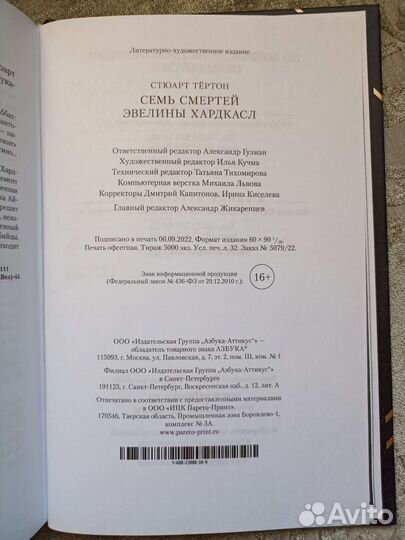 Литературно-художественное издание
СТЮАРТ ТЁРТОН
СЕМЬ СМЕРТЕЙ
ЭВЕЛИНЫ ХАРДКАСЛ
Ответственный редактор Александр Гузман
Художественный редактор Илья Кучма
Технический редактор Татьяна Тихомирова
Компьютерная верстка Михаила Львова
Корректоры Дмитрий Капитонов, Ирина Киселева
Главный редактор Александр Жикаренцев
Подписано в печать 06.09.2022. Формат издания 60 × 90 1/16.
Печать офсетная. Тираж 5000 экз. Усл. печ. л. 32. Заказ № 5079/22.
Знак информационной продукции
(Федеральный закон № 436-ФЗ от 29.12.2010 г.):
16+
ООО «Издательская Группа „Азбука-Аттикус“» —
обладатель товарного знака АЗБУКА®
115093, г. Москва, ул. Павловская, д. 7, эт. 2, пом. III, ком. № 1
Филиал ООО «Издательская Группа „Азбука-Аттикус“»
в Санкт-Петербурге
191123, г. Санкт-Петербург, Воскресенская наб., д. 12, лит. А
Отпечатано в соответствии с предоставленными материалами
в ООО «ИПК Парето-Принт».
170546, Тверская область, Промышленная зона Боровлево-1,
комплекс № 3А.
www.pareto-print.ru
Avito